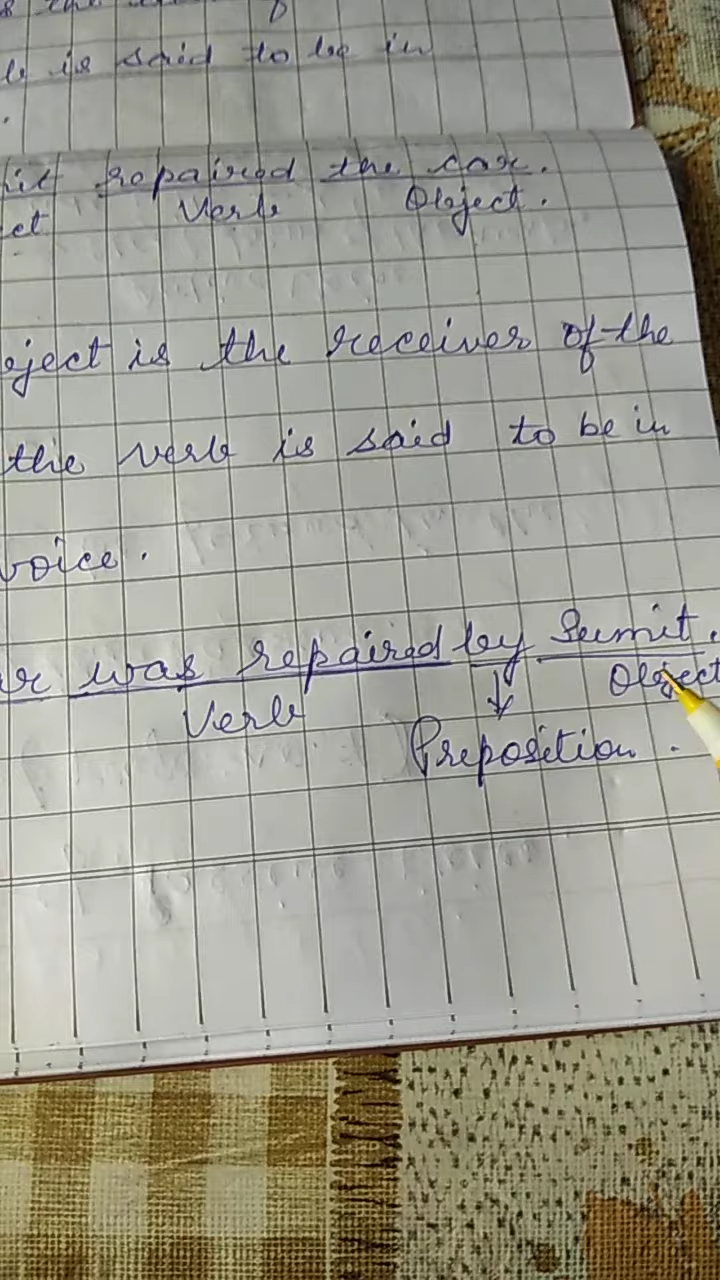 is said to be in
.
repaired the car.
Verb Object.
is the receiver of the
the verb is said to be in
voice.
was repaired by Sumit.
Verb ↓ Object
Preposition.